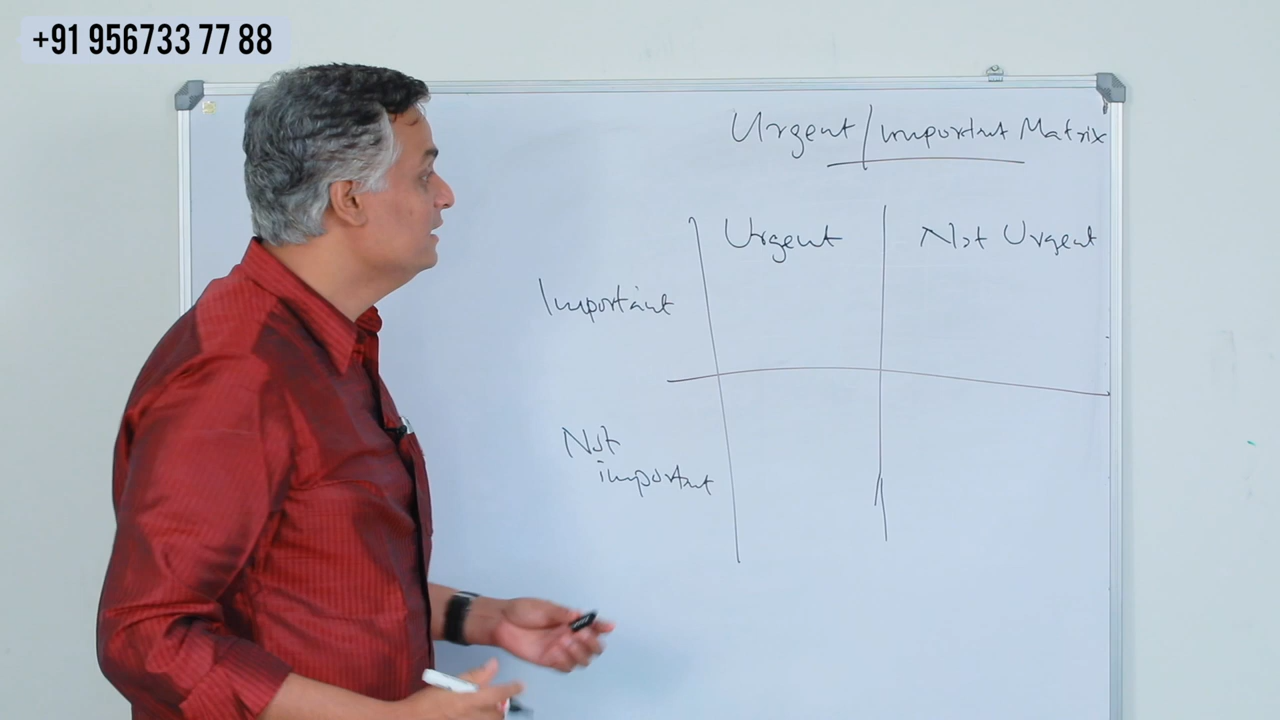 +91 956733 77 88
Urgent/important Matrix
Urgent Not Urgent
Important
Not
important